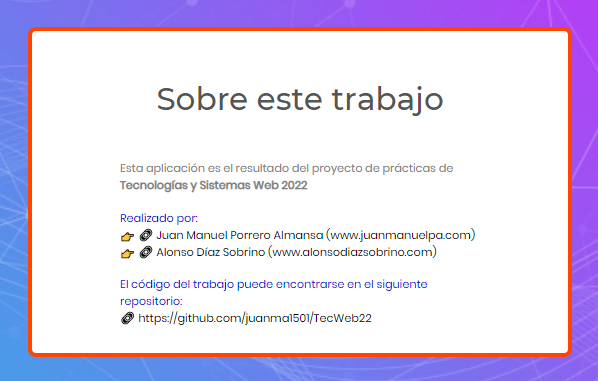 Sobre este trabajo
Esta aplicación es el resultado del proyecto de prácticas de
Tecnologías y Sistemas Web 2022
Realizado por:
👉 🔗 Juan Manuel Porrero Almansa (www.juanmanuelpa.com)
👉 🔗 Alonso Díaz Sobrino (www.alonsodiazsobrino.com)
El código del trabajo puede encontrarse en el siguiente
repositorio:
🔗 https://github.com/juanma1501/TecWeb22